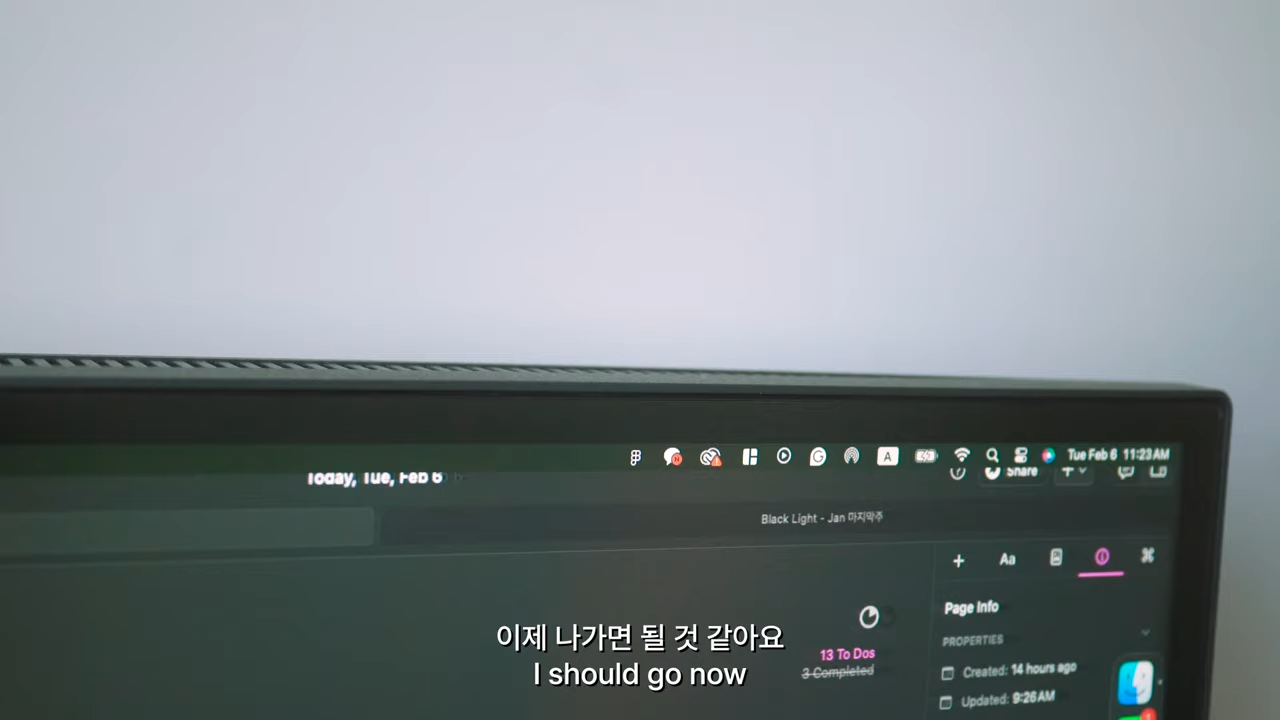 Tue Feb 6 11:23 AM
Today, Tue, Feb 6
Share
Black Light - Jan 마지막주
Aa
Page Info
PROPERTIES
13 To Dos
3 Completed
Created: 14 hours ago
Updated: 9:26 AM
이제 나가면 될 것 같아요
I should go now